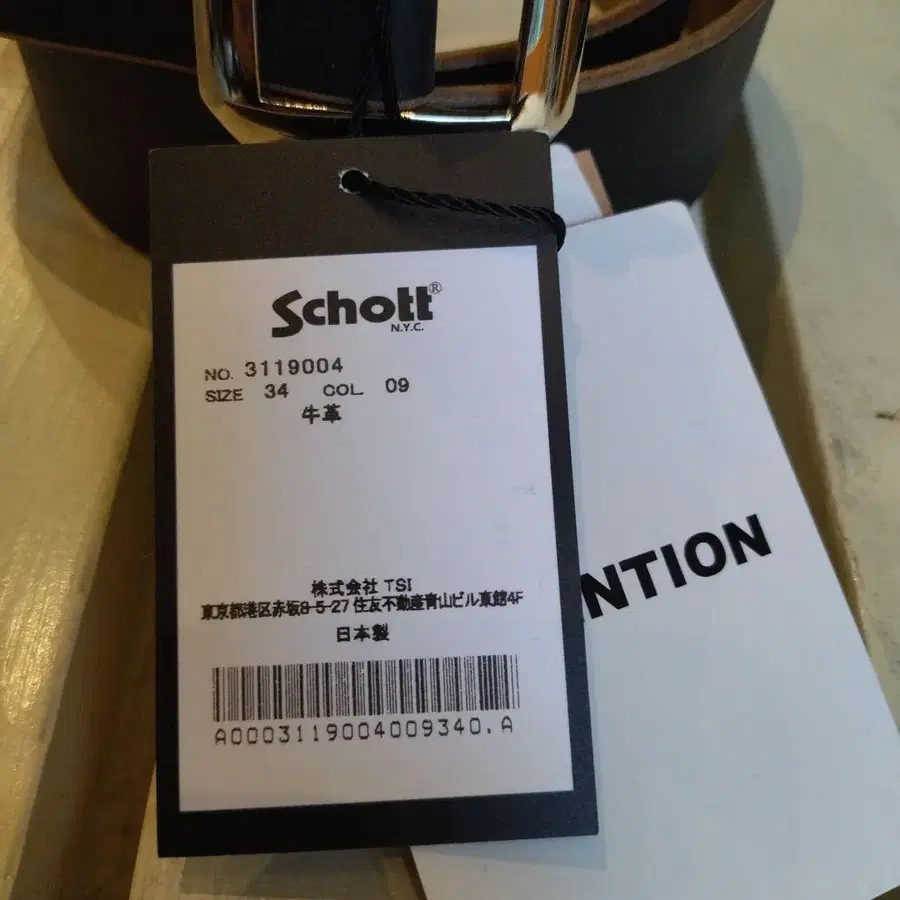 Schott®
N.Y.C.
NO. 3119004
SIZE 34 COL 09
牛革
株式会社 TSI
東京都港区赤坂8-5-27 住友不動産青山ビル東館4F
日本製
A0003119004009340.A
NTION